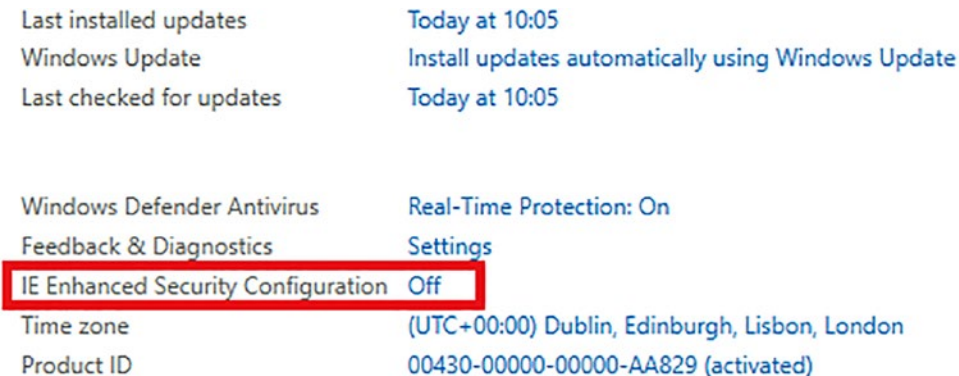 Last installed updates Today at 10:05
Windows Update Install updates automatically using Windows Update
Last checked for updates Today at 10:05
Windows Defender Antivirus Real-Time Protection: On
Feedback & Diagnostics Settings
IE Enhanced Security Configuration Off
Time zone (UTC+00:00) Dublin, Edinburgh, Lisbon, London
Product ID 00430-00000-00000-AA829 (activated)